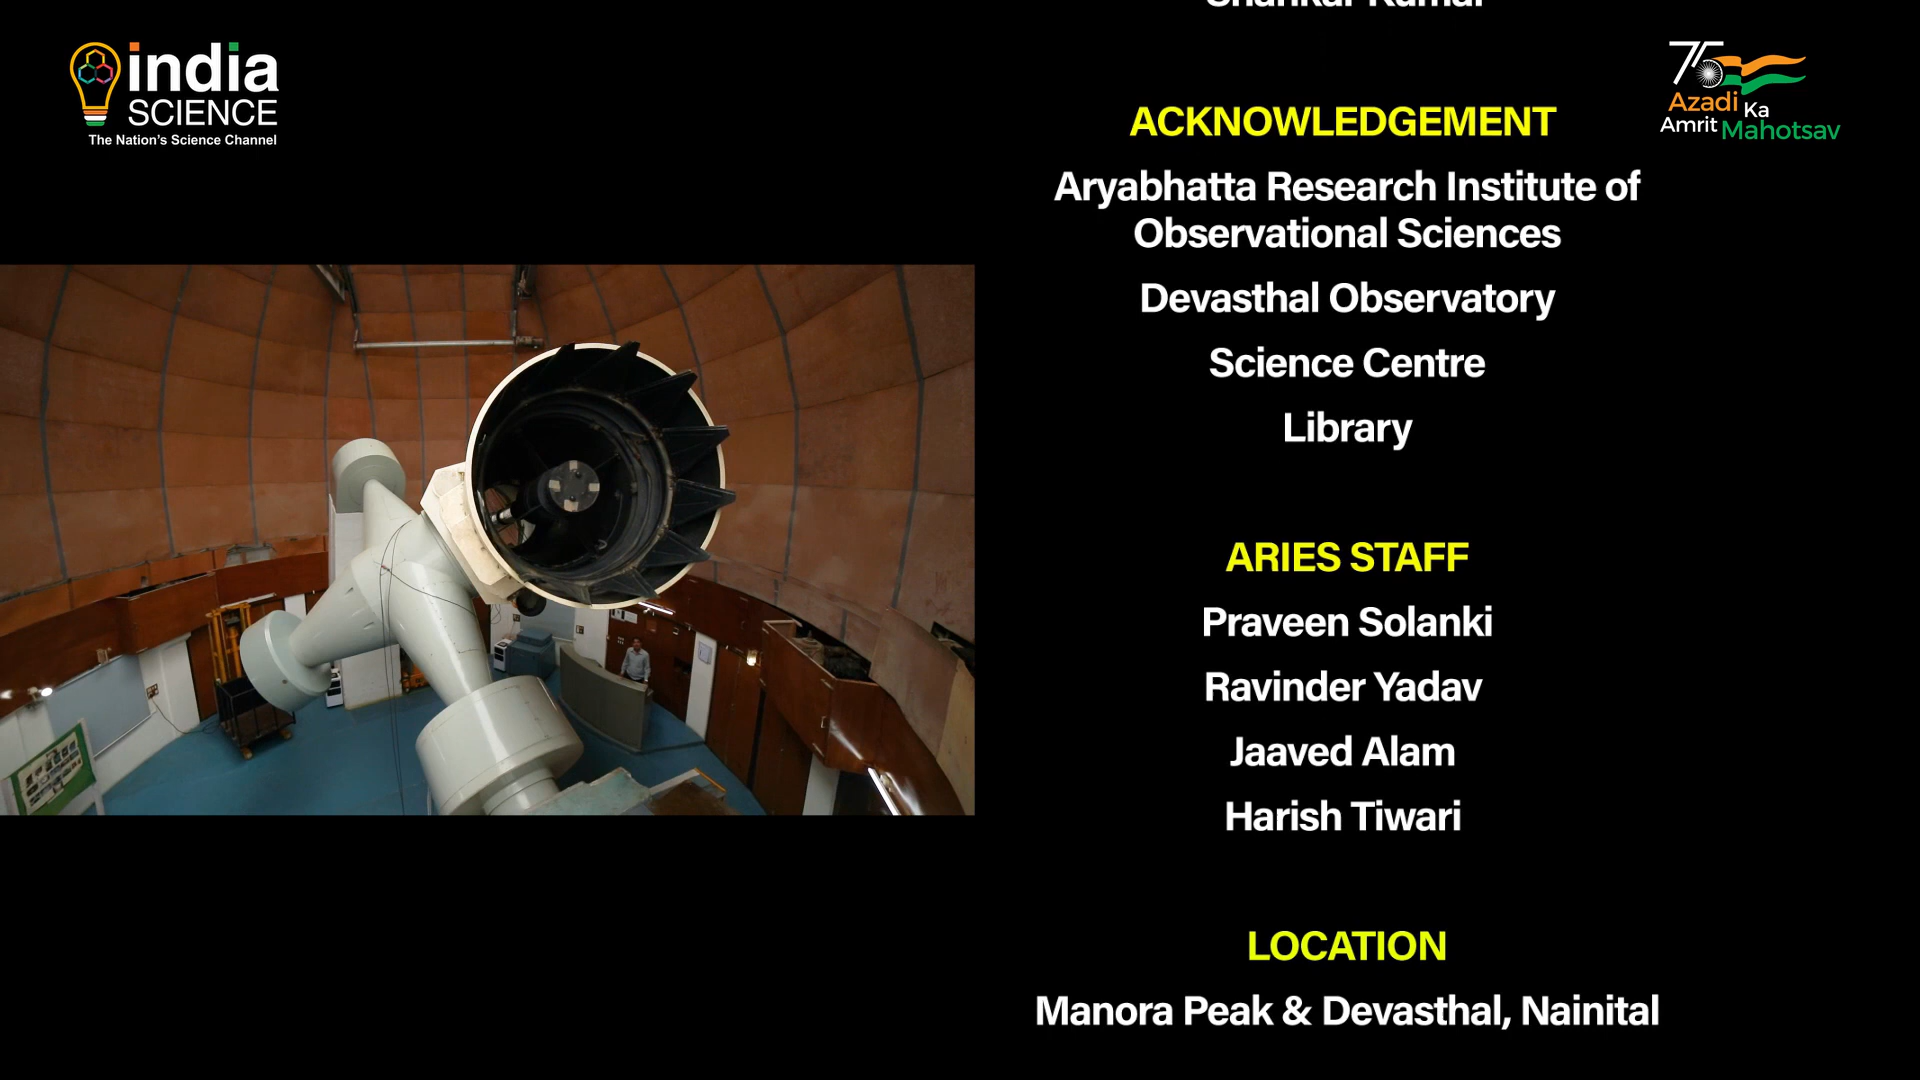 Shankar Kumar
india
SCIENCE
The Nation's Science Channel
75
Azadi Ka
Amrit Mahotsav
ACKNOWLEDGEMENT
Aryabhatta Research Institute of
Observational Sciences
Devasthal Observatory
Science Centre
Library
ARIES STAFF
Praveen Solanki
Ravinder Yadav
Jaaved Alam
Harish Tiwari
LOCATION
Manora Peak & Devasthal, Nainital